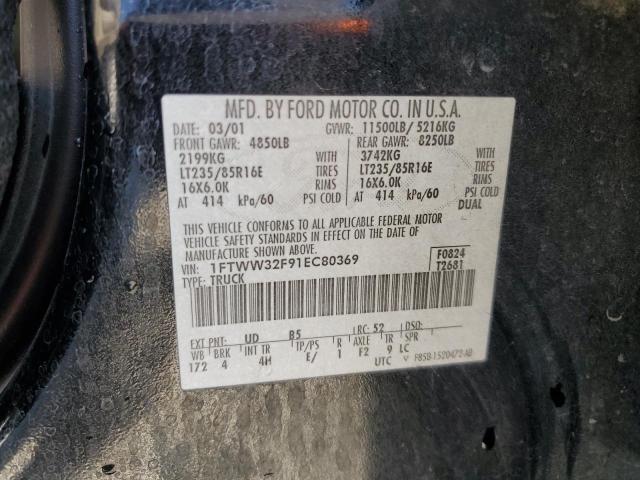 MFD. BY FORD MOTOR CO. IN U.S.A.
DATE: 03/01 GVWR: 11500LB/ 5216KG
FRONT GAWR: 4850LB REAR GAWR: 8250LB
2199KG WITH 3742KG WITH
LT235/85R16E TIRES LT235/85R16E TIRES
16X6.0K RIMS 16X6.0K RIMS
AT 414 kPa/60 PSI COLD AT 414 kPa/60 PSI COLD
DUAL
THIS VEHICLE CONFORMS TO ALL APPLICABLE FEDERAL MOTOR
VEHICLE SAFETY STANDARDS IN EFFECT ON THE DATE OF
MANUFACTURE SHOWN ABOVE.
VIN: 1FTWW32F91EC80369 F0824
TYPE: TRUCK T2681
EXT PNT: UD B5 RC: 52 DSO:
WB BRK INT TR TP/PS R AXLE TR SPR
172 4 4H E/ 1 F2 9 LC
UTC F85B-1520472-AB